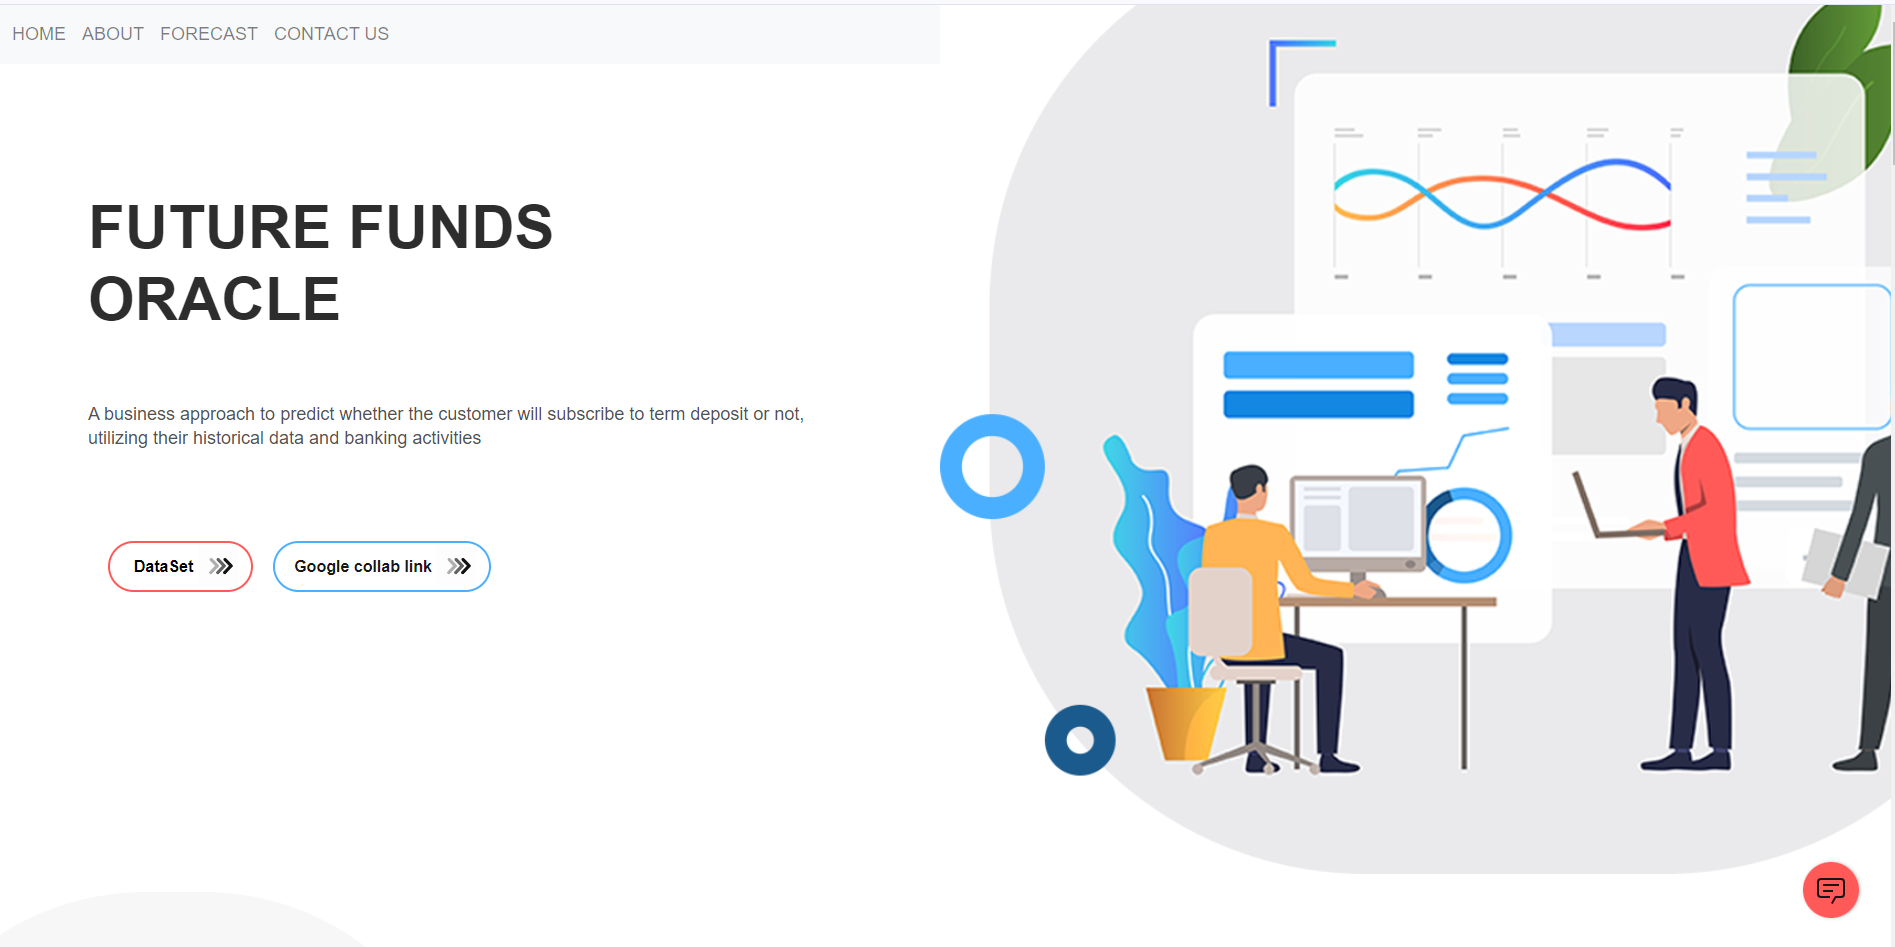 HOME ABOUT FORECAST CONTACT US
FUTURE FUNDS
ORACLE
A business approach to predict whether the customer will subscribe to term deposit or not,
utilizing their historical data and banking activities
DataSet
Google collab link